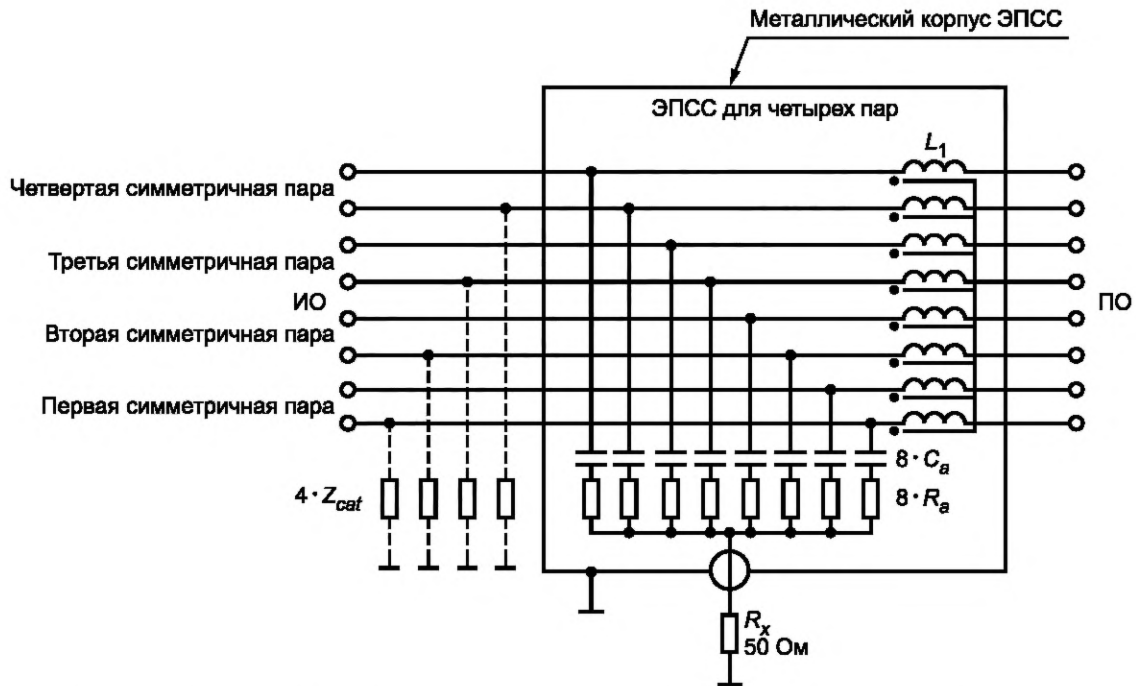 Металлический корпус ЭПСС
ЭПСС для четырех пар
L1
Четвертая симметричная пара
Третья симметричная пара
ИО
ПО
Вторая симметричная пара
Первая симметричная пара
8 · Ca
4 · Zcat
8 · Ra
Rx
50 Ом